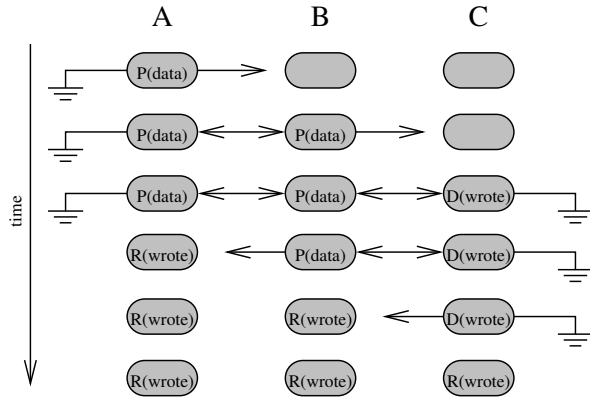 A B C
P(data)
P(data) P(data)
P(data) P(data) D(wrote)
time
R(wrote) P(data) D(wrote)
R(wrote) R(wrote) D(wrote)
R(wrote) R(wrote) R(wrote)